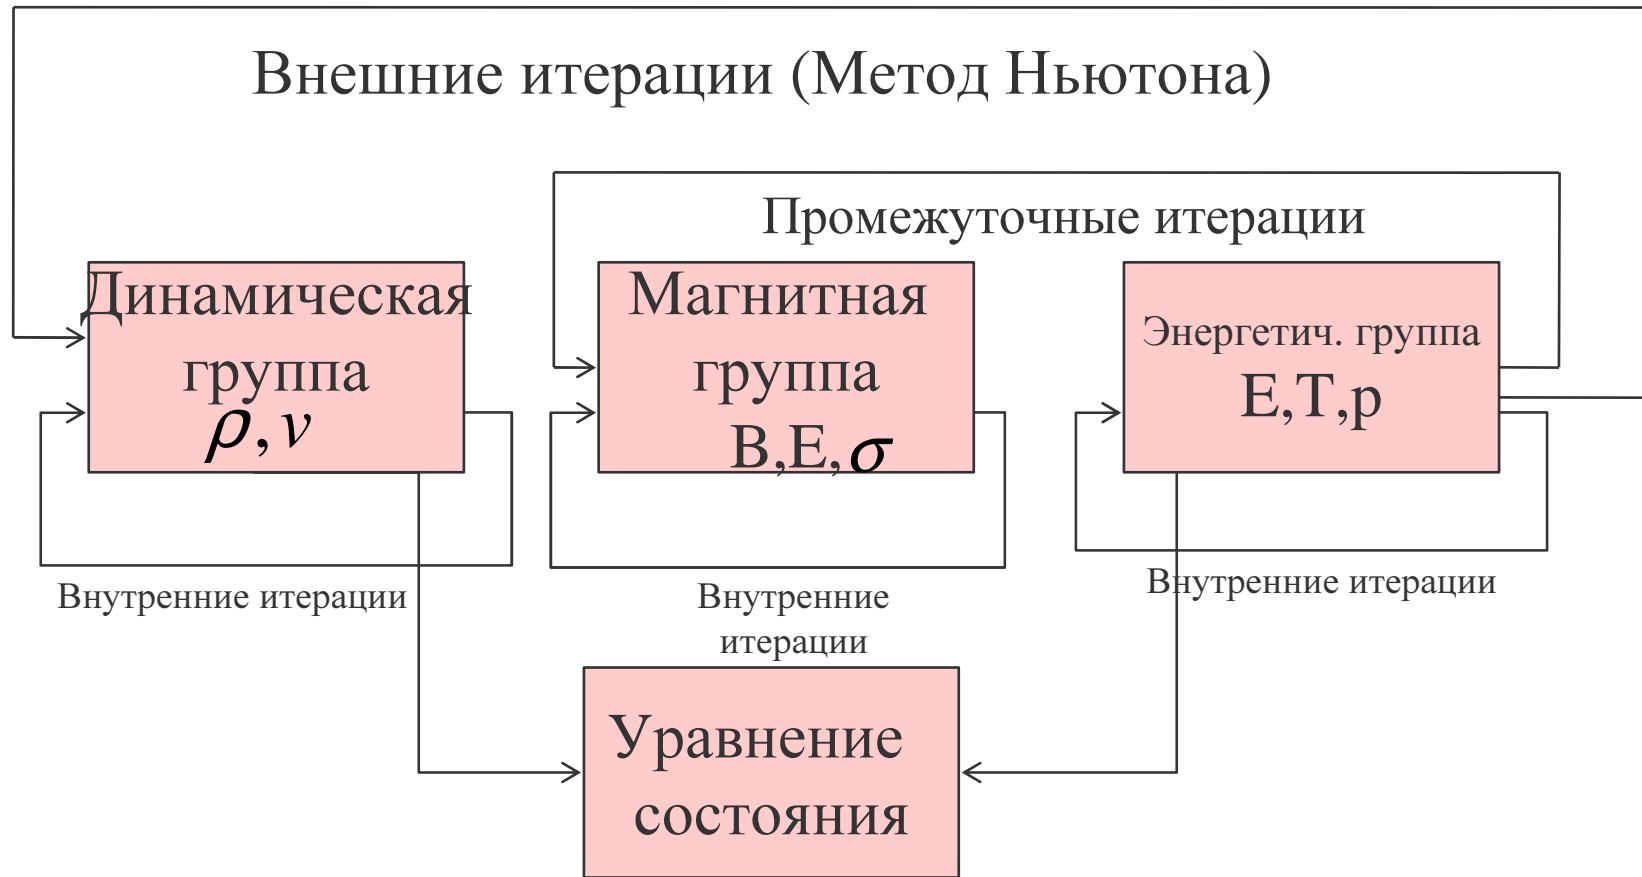 Внешние итерации (Метод Ньютона)
Промежуточные итерации
Динамическая
группа
ρ, ν
Магнитная
группа
B,E,σ
Энергетич. группа
E,T,p
Внутренние итерации
Внутренние
итерации
Внутренние итерации
Уравнение
состояния